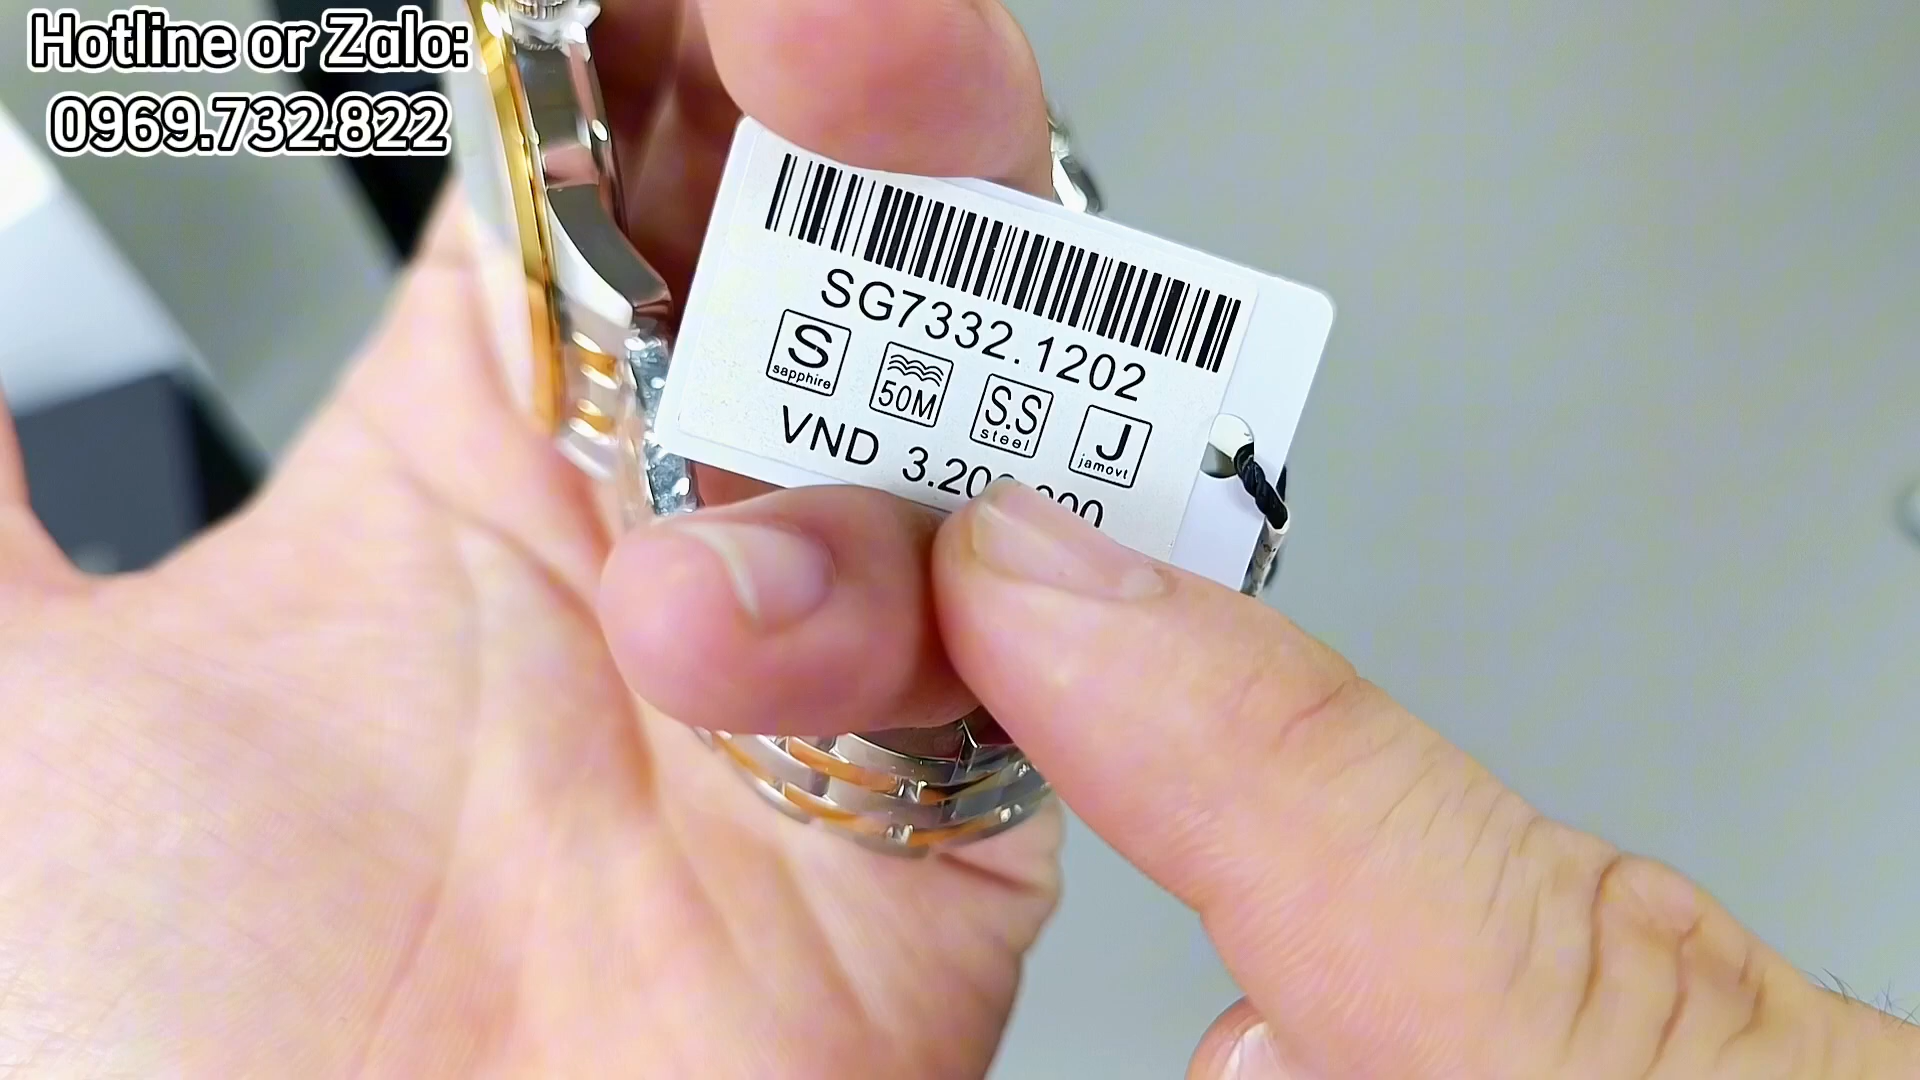 Hotline or Zalo:
0969.732.822
SG7332.1202
S sapphire
50M
S.S steel
J jamovt
VND